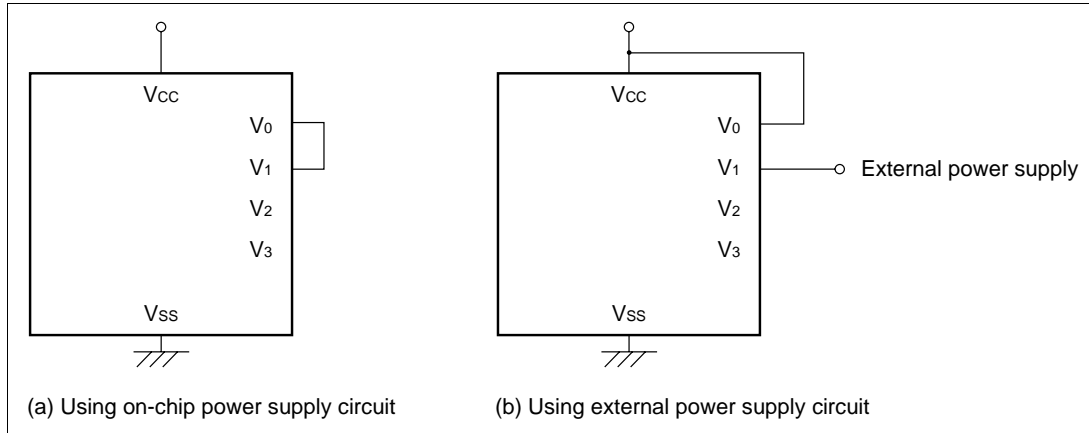 VCC
V0
V1
V2
V3
VSS
(a) Using on-chip power supply circuit
VCC
V0
V1
External power supply
V2
V3
VSS
(b) Using external power supply circuit